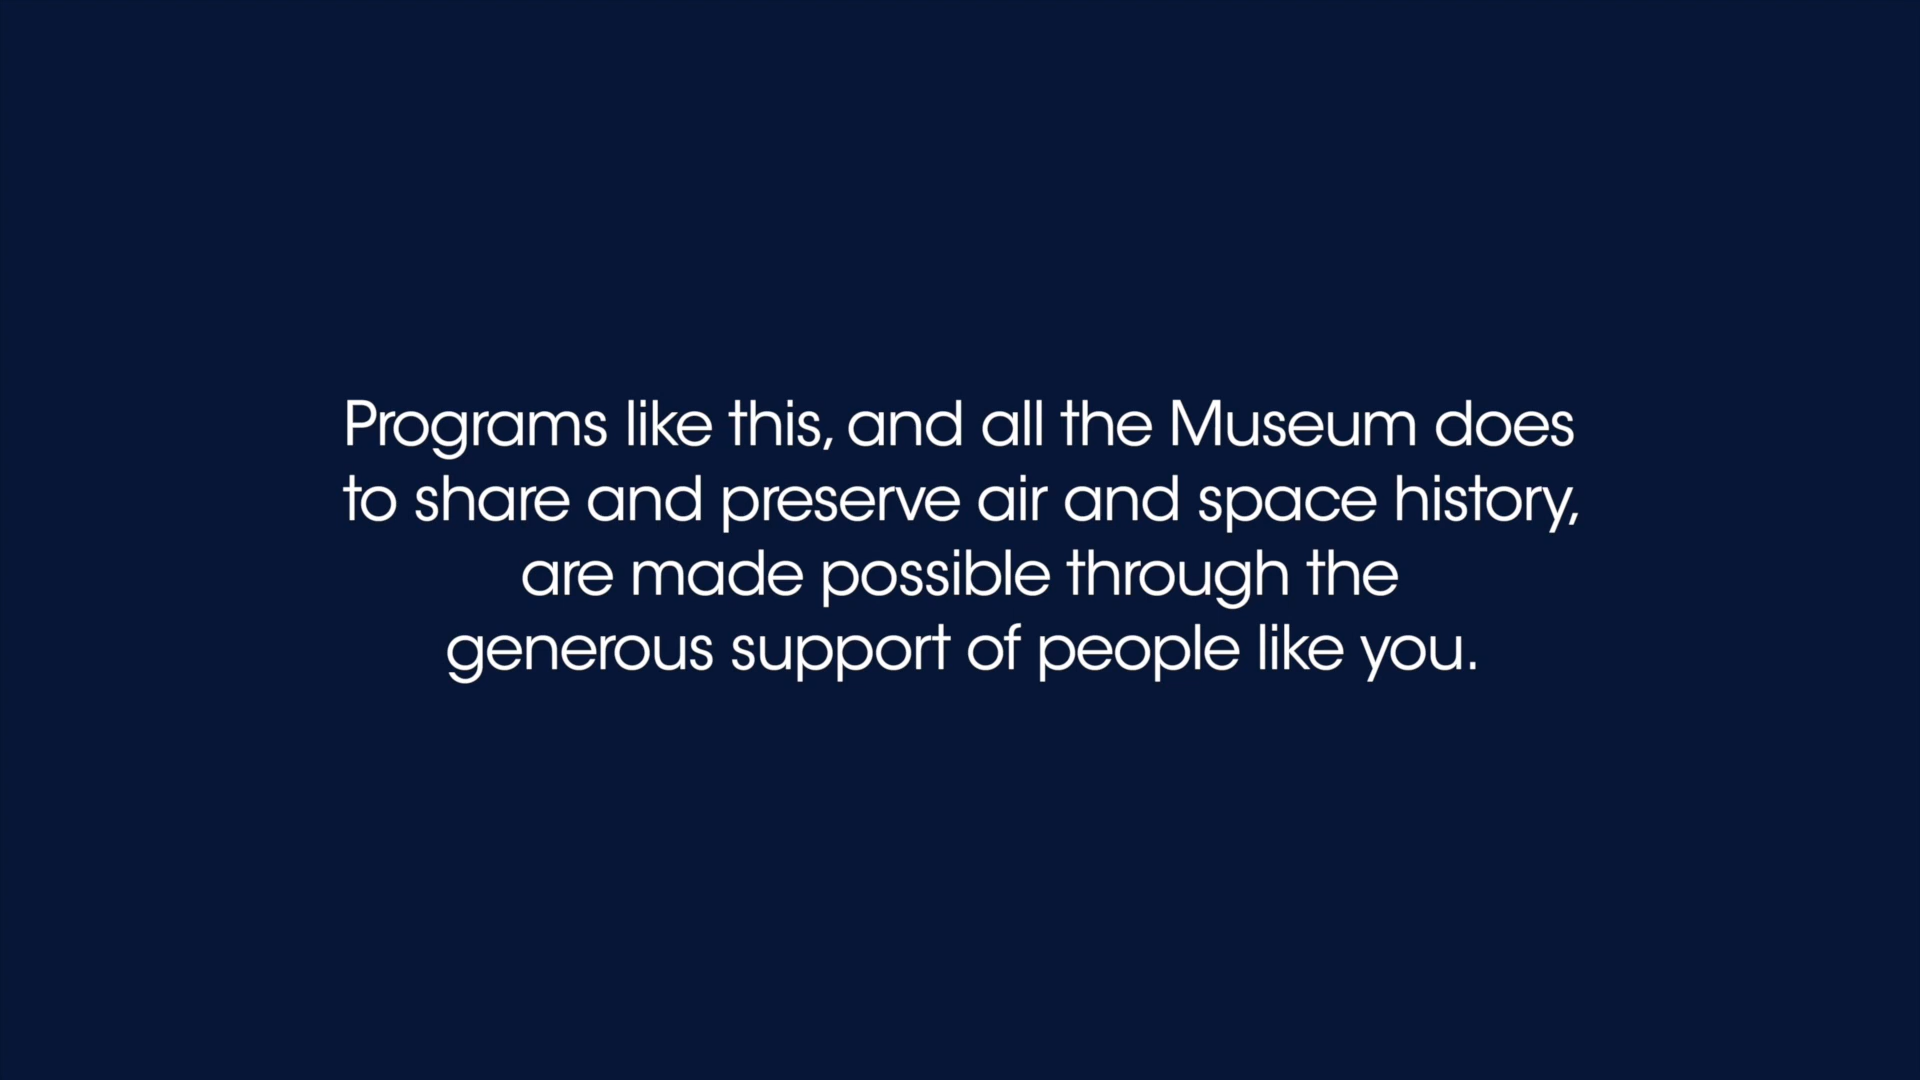 Programs like this, and all the Museum does
to share and preserve air and space history,
are made possible through the
generous support of people like you.